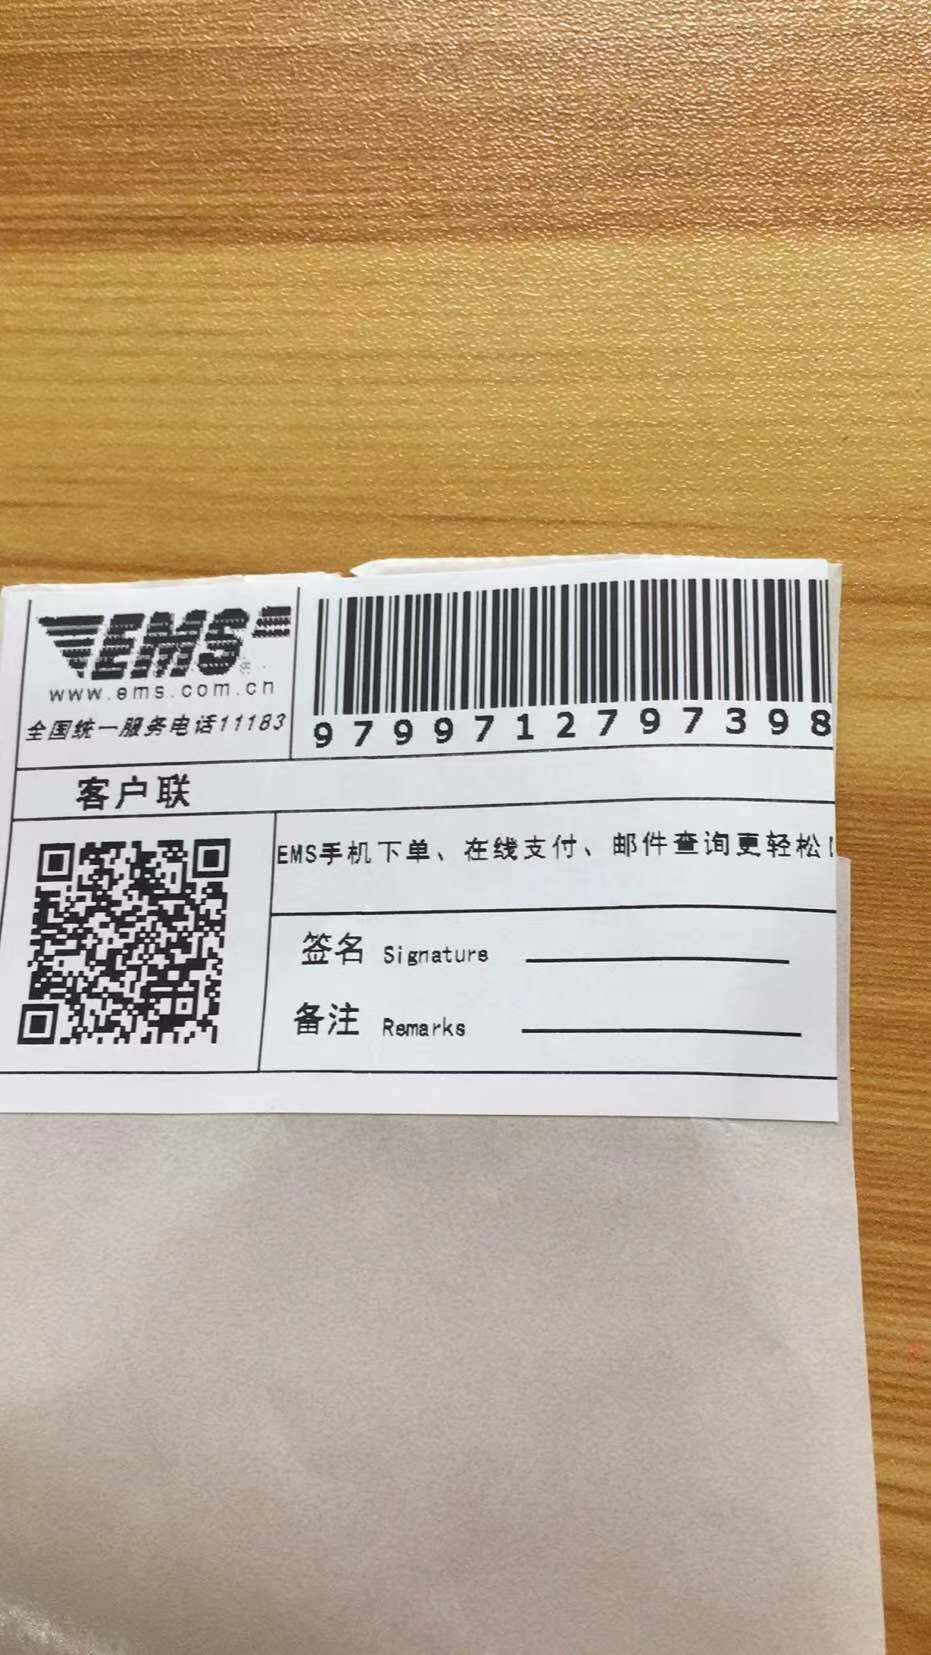 EMS
www.ems.com.cn
全国统一服务电话11183
9799712797398
客户联
EMS手机下单、在线支付、邮件查询更轻松
签名 Signature
备注 Remarks